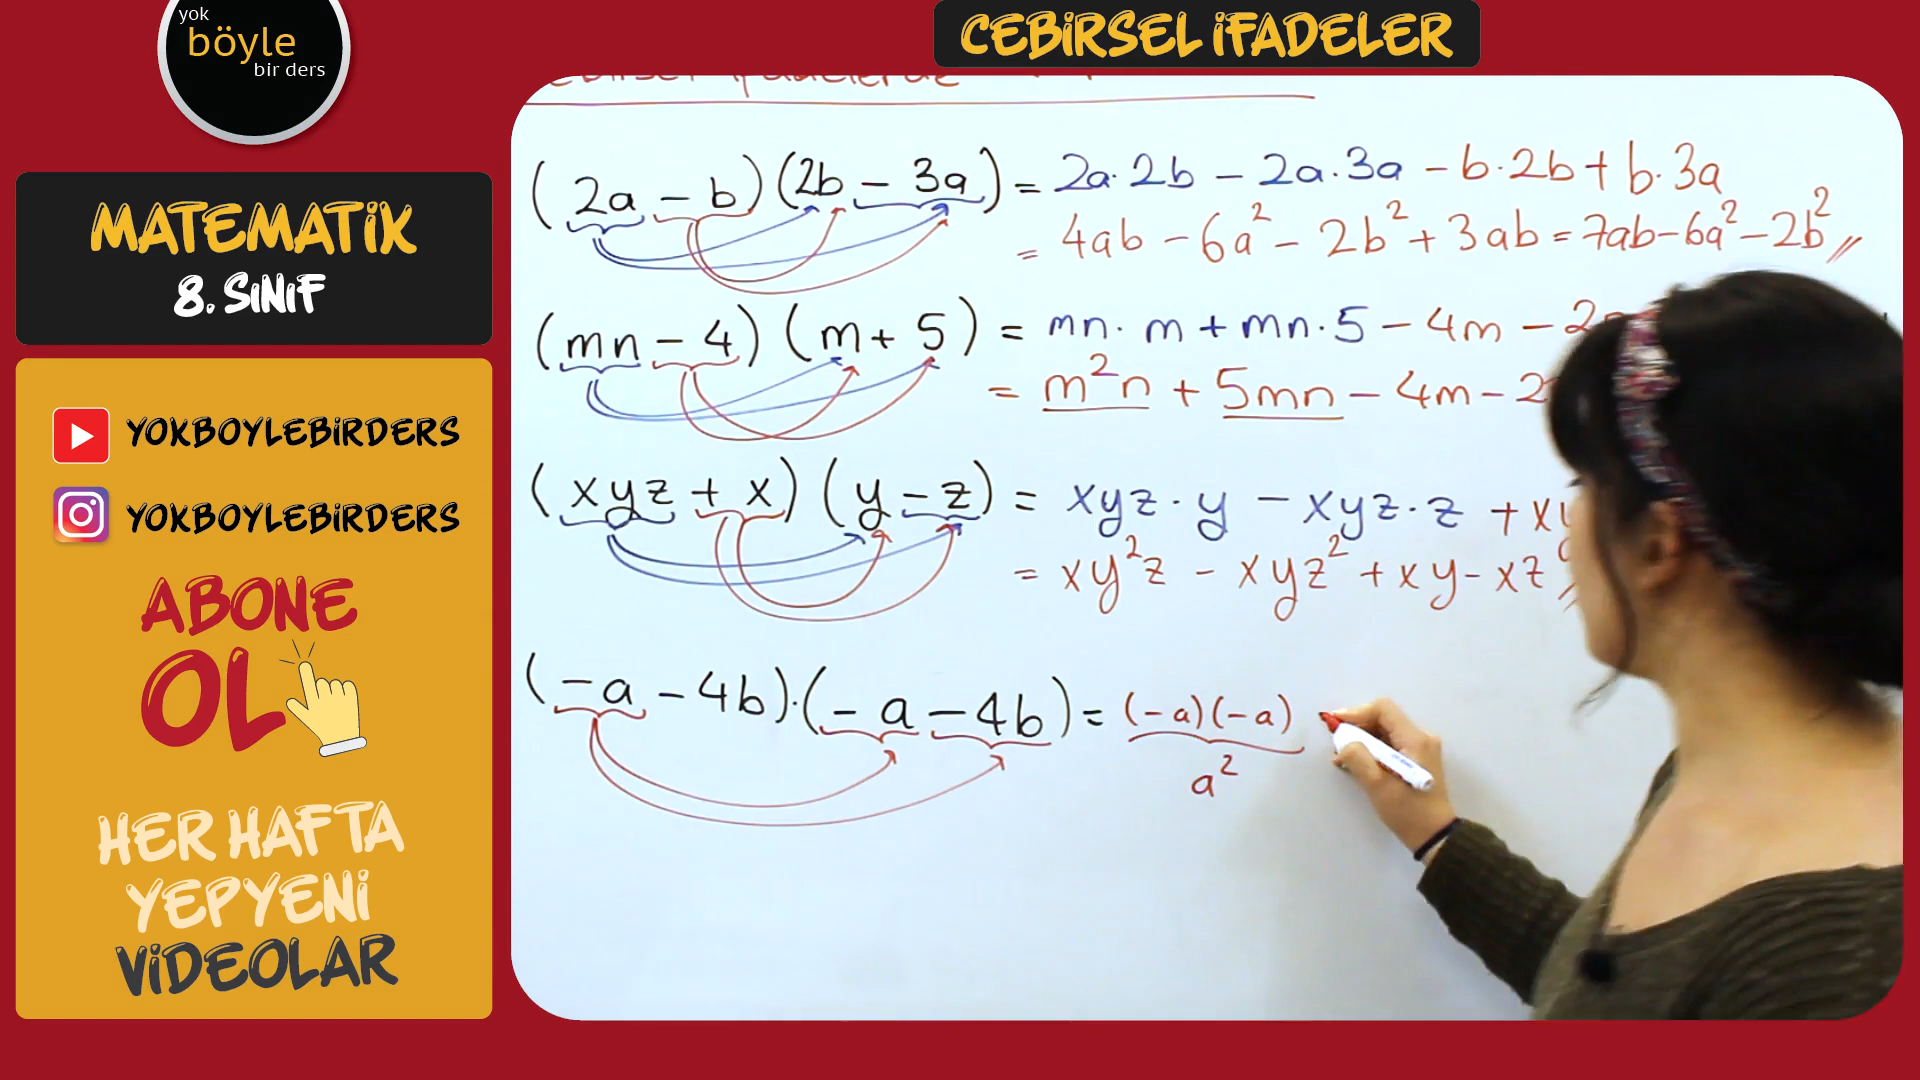 yok
böyle
bir ders
CEBİRSEL İFADELER
MATEMATİK
8. SINIF
YOKBOYLEBİRDERS
YOKBOYLEBİRDERS
ABONE
OL
HER HAFTA
YEPYENİ
VİDEOLAR
(2a - b)(2b - 3a) = 2a·2b - 2a·3a - b·2b + b·3a
= 4ab - 6a² - 2b² + 3ab = 7ab - 6a² - 2b² //
(mn - 4)(m + 5) = mn·m + mn·5 - 4m - 2
= m²n + 5mn - 4m - 2
(xyz + x)(y - z) = xyz·y - xyz·z + xy
= xy²z - xyz² + xy - xz
(-a - 4b)·(-a - 4b) = (-a)(-a)
a²